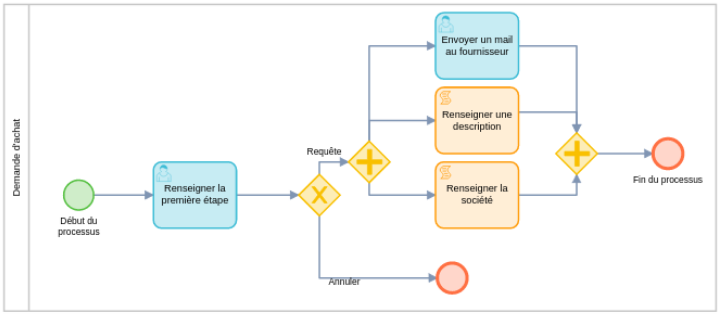 Demande d'achat
Début du
processus
Renseigner la
première étape
Requête
Annuler
Envoyer un mail
au fournisseur
Renseigner une
description
Renseigner la
société
Fin du processus